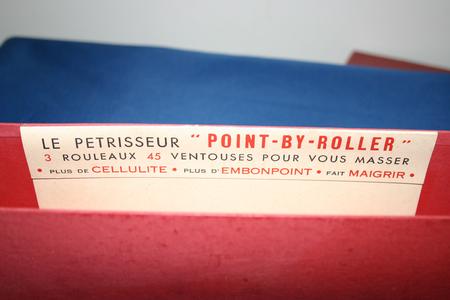 LE PETRISSEUR "POINT-BY-ROLLER"
3 ROULEAUX 45 VENTOUSES POUR VOUS MASSER
• PLUS DE CELLULITE • PLUS D'EMBONPOINT • FAIT MAIGRIR •